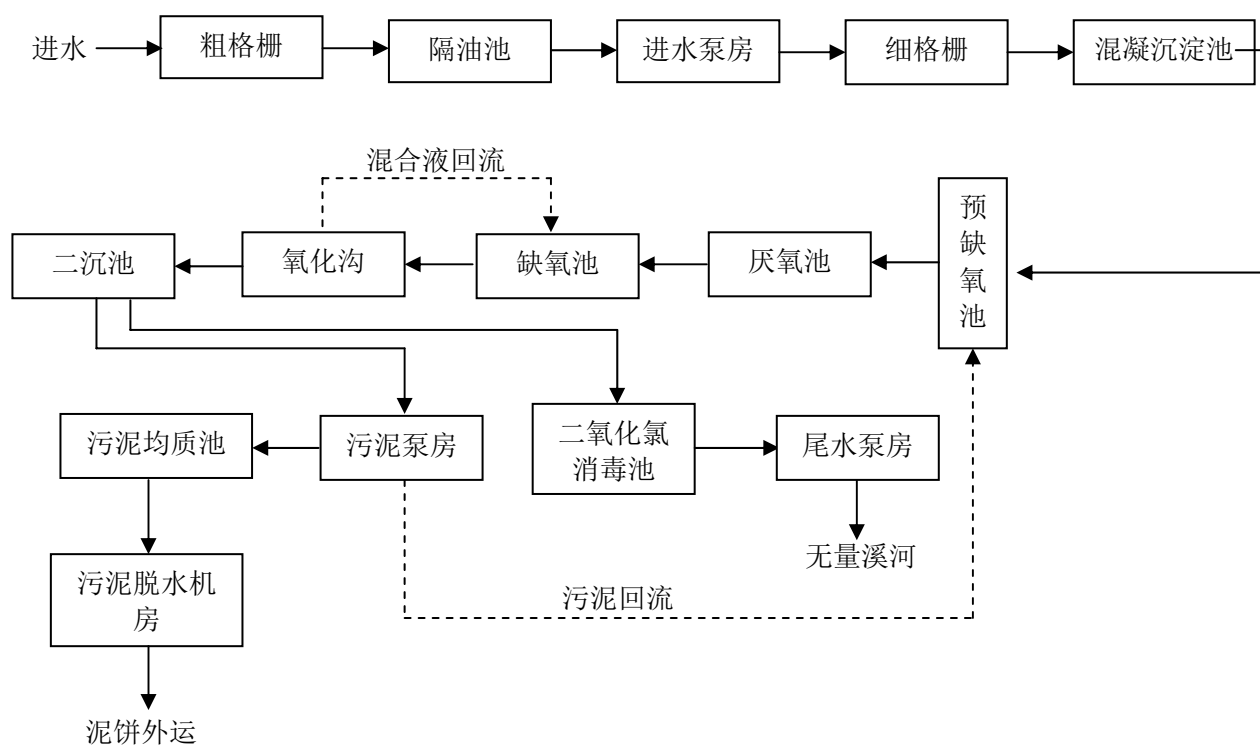 进水
粗格栅
隔油池
进水泵房
细格栅
混凝沉淀池
混合液回流
二沉池
氧化沟
缺氧池
厌氧池
预
缺
氧
池
污泥均质池
污泥泵房
二氧化氯
消毒池
尾水泵房
无量溪河
污泥脱水机
房
污泥回流
泥饼外运